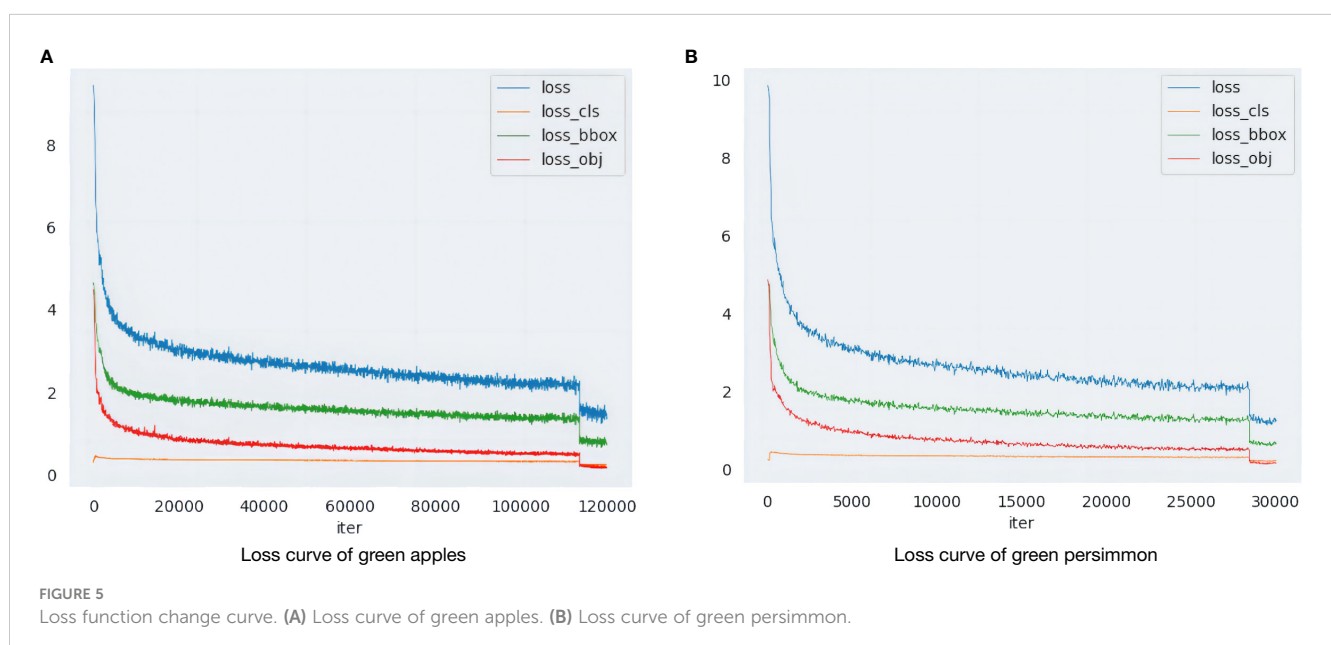 A
loss
loss_cls
loss_bbox
loss_obj
8
6
4
2
0
0 20000 40000 60000 80000 100000 120000
iter
Loss curve of green apples
B
loss
loss_cls
loss_bbox
loss_obj
10
8
6
4
2
0
0 5000 10000 15000 20000 25000 30000
iter
Loss curve of green persimmon
FIGURE 5
Loss function change curve. (A) Loss curve of green apples. (B) Loss curve of green persimmon.